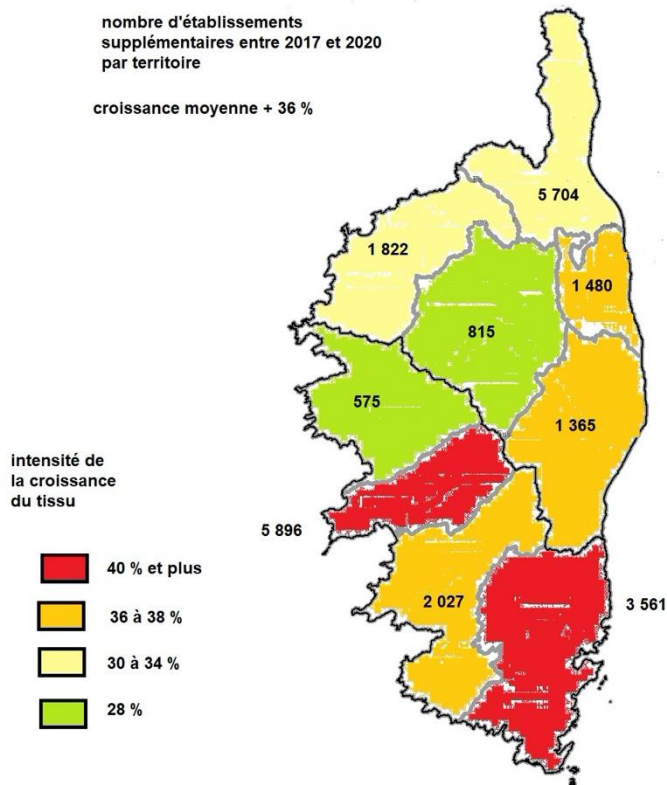 nombre d'établissements
supplémentaires entre 2017 et 2020
par territoire
croissance moyenne + 36 %
5 704
1 822
1 480
815
575
1 365
intensité de
la croissance
du tissu
5 896
40 % et plus
3 561
2 027
36 à 38 %
30 à 34 %
28 %